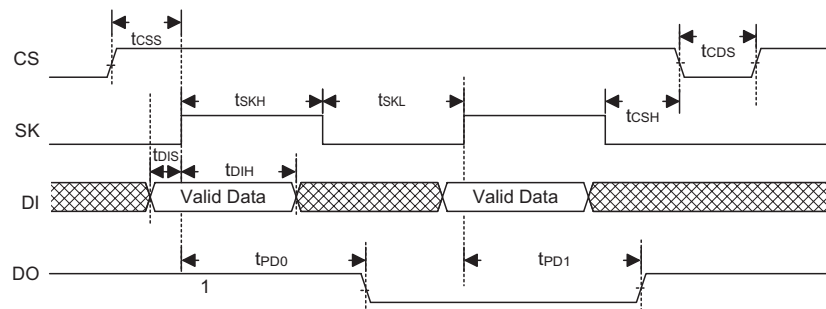 tCSS
tCDS
CS
tSKH
tSKL
tCSH
SK
tDIS
tDIH
DI
Valid Data
Valid Data
tPD0
tPD1
DO
1